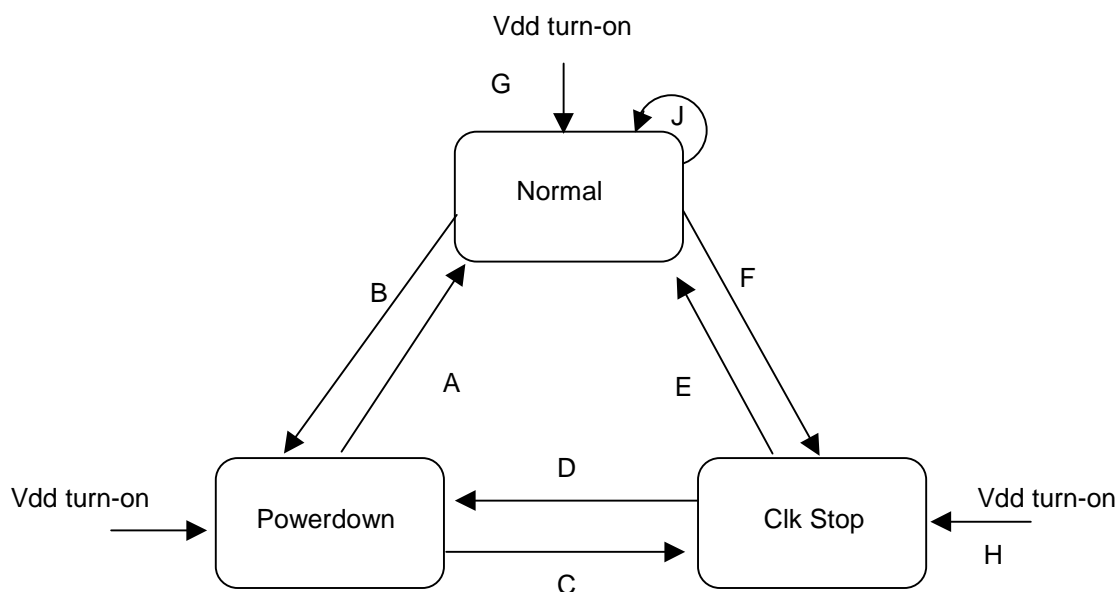 Vdd turn-on
G
J
Normal
F
B
A
E
D
Vdd turn-on
Vdd turn-on
Powerdown
Clk Stop
H
C